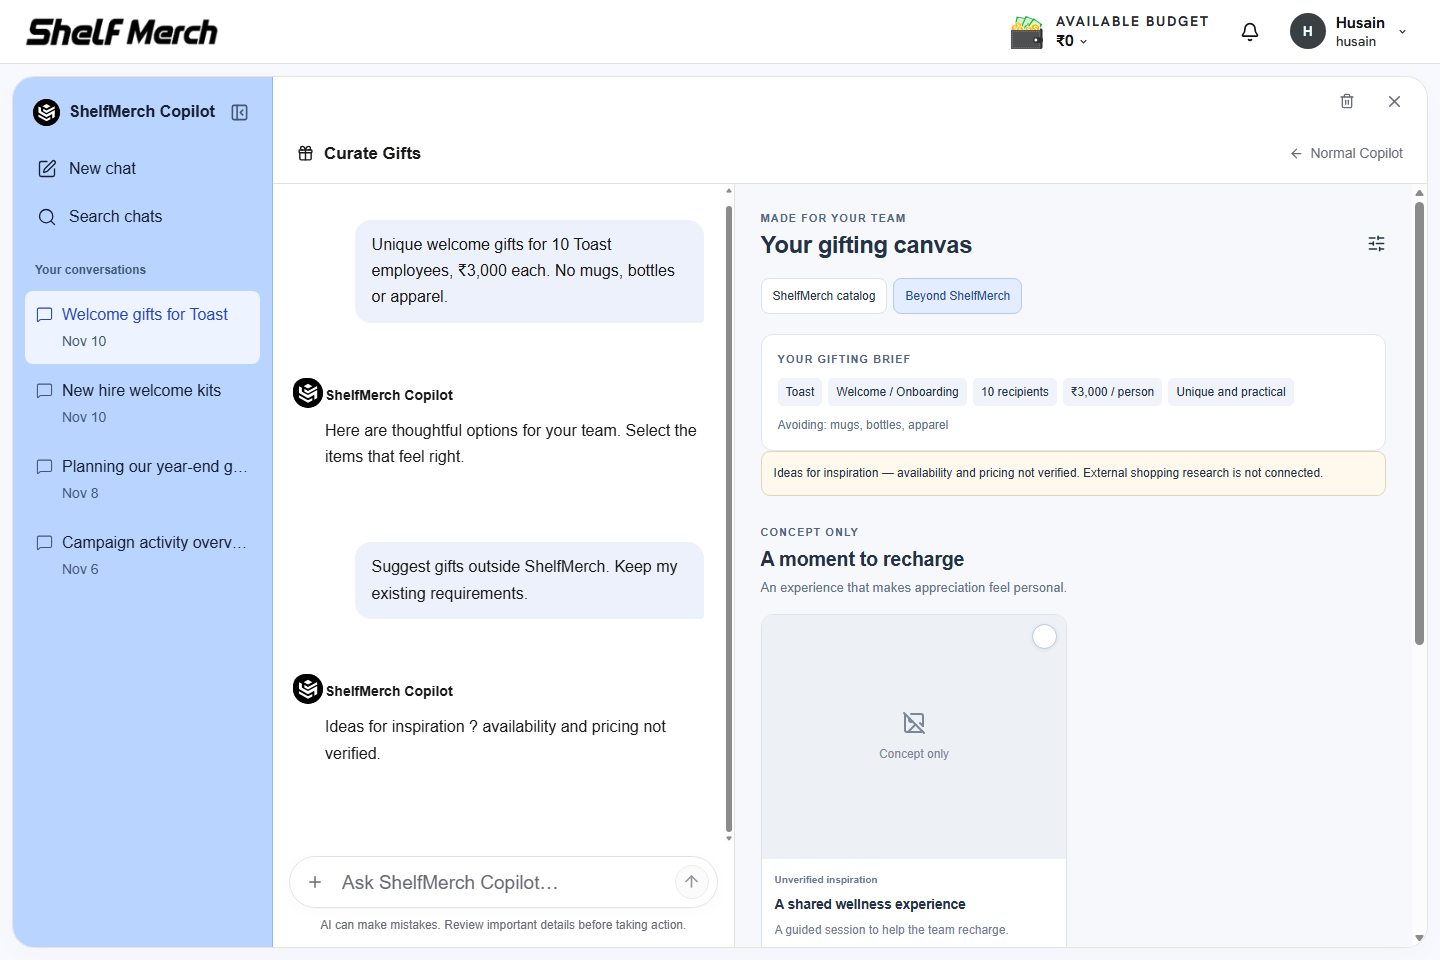 Shelf Merch
AVAILABLE BUDGET
₹0
H
Husain
husain
ShelfMerch Copilot
New chat
Search chats
Your conversations
Welcome gifts for Toast
Nov 10
New hire welcome kits
Nov 10
Planning our year-end g…
Nov 8
Campaign activity overv…
Nov 6
Curate Gifts
Normal Copilot
Unique welcome gifts for 10 Toast
employees, ₹3,000 each. No mugs, bottles
or apparel.
ShelfMerch Copilot
Here are thoughtful options for your team. Select the
items that feel right.
Suggest gifts outside ShelfMerch. Keep my
existing requirements.
ShelfMerch Copilot
Ideas for inspiration ? availability and pricing not
verified.
Ask ShelfMerch Copilot…
AI can make mistakes. Review important details before taking action.
MADE FOR YOUR TEAM
Your gifting canvas
ShelfMerch catalog
Beyond ShelfMerch
YOUR GIFTING BRIEF
Toast
Welcome / Onboarding
10 recipients
₹3,000 / person
Unique and practical
Avoiding: mugs, bottles, apparel
Ideas for inspiration — availability and pricing not verified. External shopping research is not connected.
CONCEPT ONLY
A moment to recharge
An experience that makes appreciation feel personal.
Concept only
Unverified inspiration
A shared wellness experience
A guided session to help the team recharge.